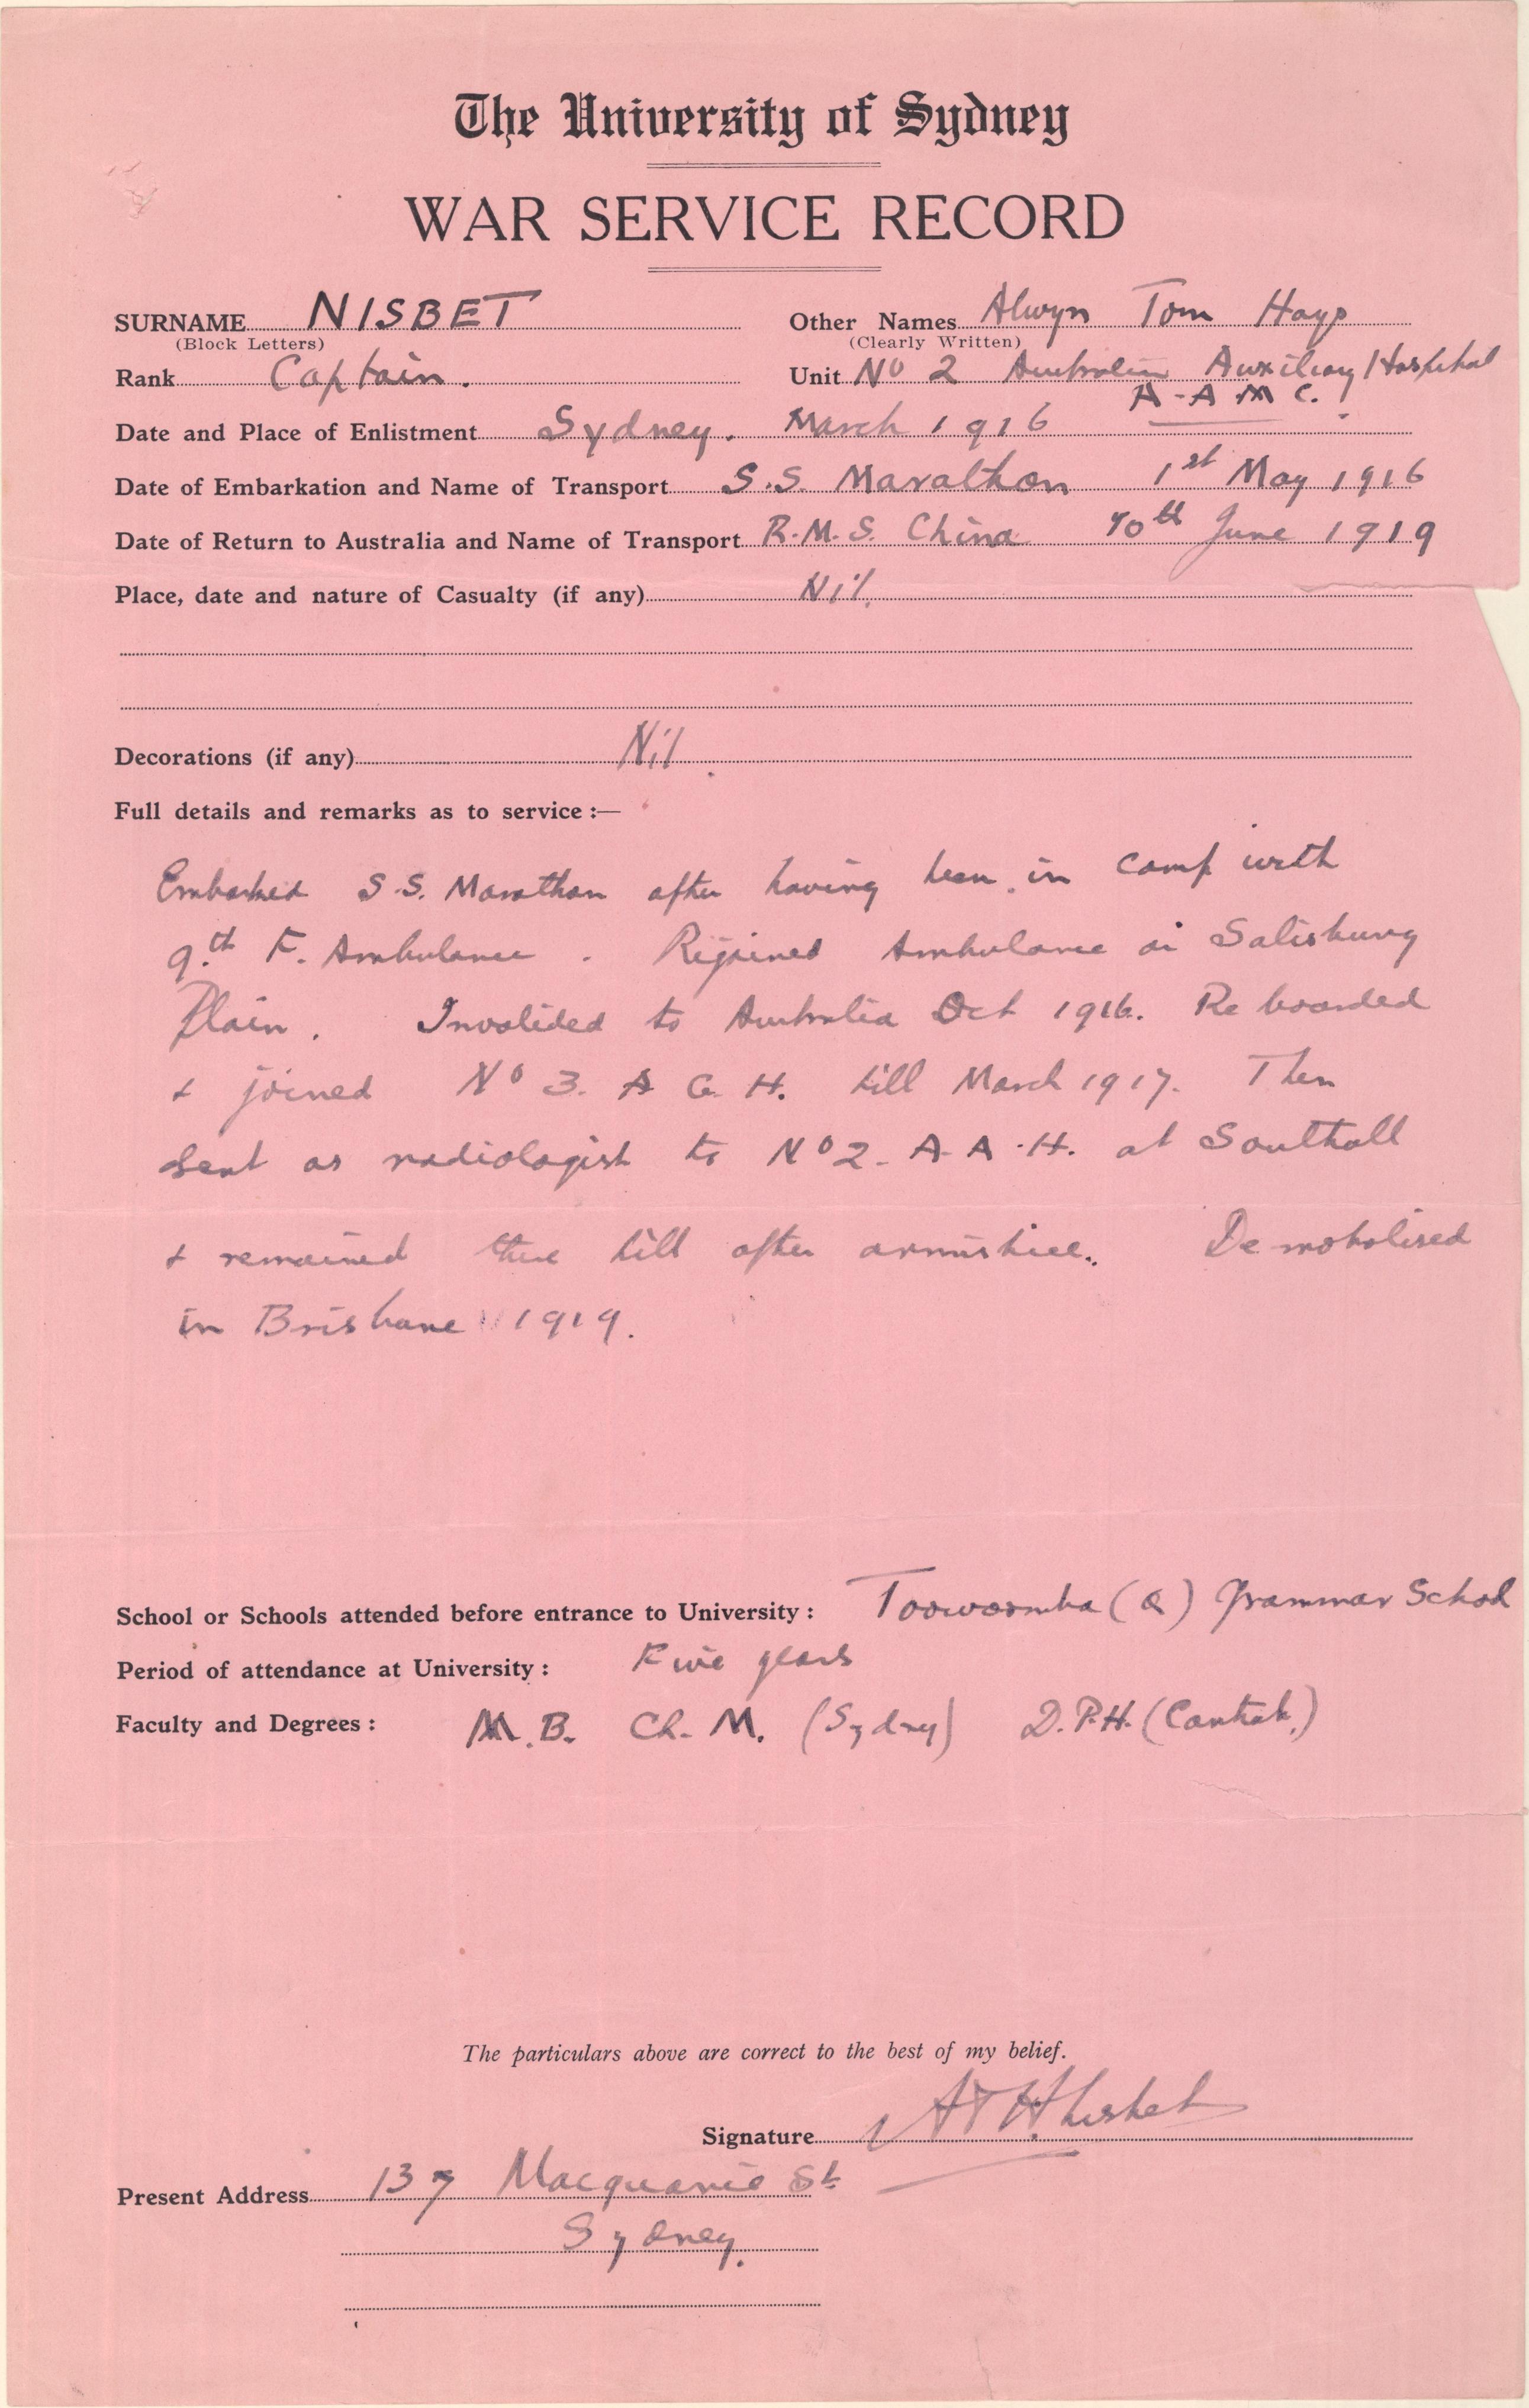 The University of Sydney
WAR SERVICE RECORD
SURNAME NISBET Other Names Alwyn Tom Hays
(Block Letters) (Clearly Written)
Rank Captain. Unit No 2 Australian Auxiliary Hospital
A-A M C.
Date and Place of Enlistment Sydney. March 1916
Date of Embarkation and Name of Transport S.S. Marathon 1st May 1916
Date of Return to Australia and Name of Transport R.M.S. China June 1919
Place, date and nature of Casualty (if any) Nil.
Decorations (if any) Nil.
Full details and remarks as to service :—
Embarked S.S. Marathon after having been in camp with
9th F. Ambulance. Rejoined Ambulance on Salisbury
Plain. Invalided to Australia Oct 1916. Re boarded
& joined No 3. A G. H. till March 1917. Then
sent as radiologist to No 2. A. A. H. at Southall
& remained there till after armistice. Demobolised
in Brisbane 1919.
School or Schools attended before entrance to University : Toowoomba (Q) Grammar School
Period of attendance at University : Five years
Faculty and Degrees : M.B. Ch. M. (Sydney) D.P.H. (Cantab.)
The particulars above are correct to the best of my belief.
Signature A T H Nisbet
Present Address 137 Macquarie St
Sydney.